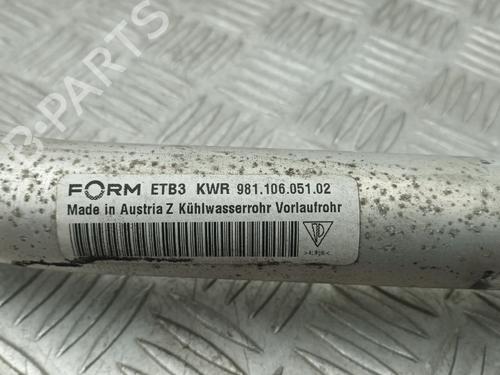 B-PARTS
FORM ETB3 KWR 981.106.051.02
Made in Austria Z Kühlwasserrohr Vorlaufrohr